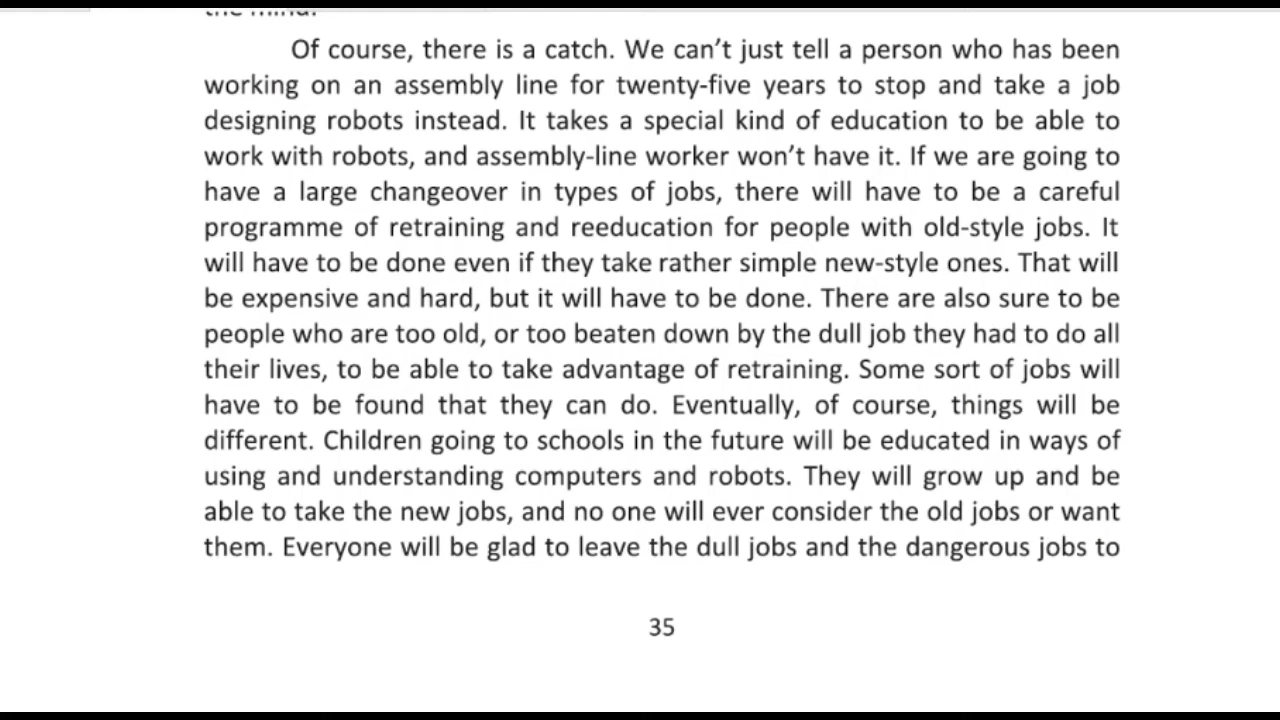 the mind.
Of course, there is a catch. We can’t just tell a person who has been
working on an assembly line for twenty-five years to stop and take a job
designing robots instead. It takes a special kind of education to be able to
work with robots, and assembly-line worker won’t have it. If we are going to
have a large changeover in types of jobs, there will have to be a careful
programme of retraining and reeducation for people with old-style jobs. It
will have to be done even if they take rather simple new-style ones. That will
be expensive and hard, but it will have to be done. There are also sure to be
people who are too old, or too beaten down by the dull job they had to do all
their lives, to be able to take advantage of retraining. Some sort of jobs will
have to be found that they can do. Eventually, of course, things will be
different. Children going to schools in the future will be educated in ways of
using and understanding computers and robots. They will grow up and be
able to take the new jobs, and no one will ever consider the old jobs or want
them. Everyone will be glad to leave the dull jobs and the dangerous jobs to
35